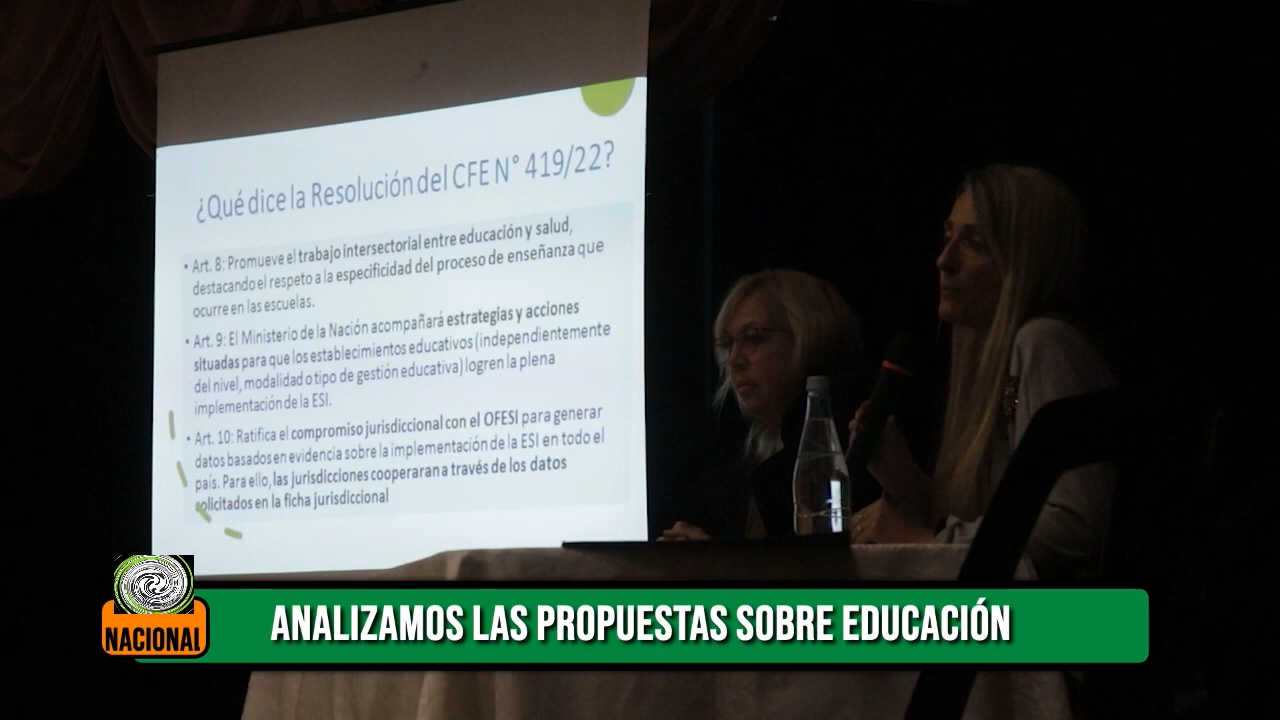 ¿Qué dice la Resolución del CFE N° 419/22?
• Art. 8: Promueve el trabajo intersectorial entre educación y salud,
destacando el respeto a la especificidad del proceso de enseñanza que
ocurre en las escuelas.
• Art. 9: El Ministerio de la Nación acompañará estrategias y acciones
situadas para que los establecimientos educativos (independientemente
del nivel, modalidad o tipo de gestión educativa) logren la plena
implementación de la ESI.
• Art. 10: Ratifica el compromiso jurisdiccional con el OFESI para generar
datos basados en evidencia sobre la implementación de la ESI en todo el
país. Para ello, las jurisdicciones cooperaran a través de los datos
solicitados en la ficha jurisdiccional
NACIONAL
ANALIZAMOS LAS PROPUESTAS SOBRE EDUCACIÓN